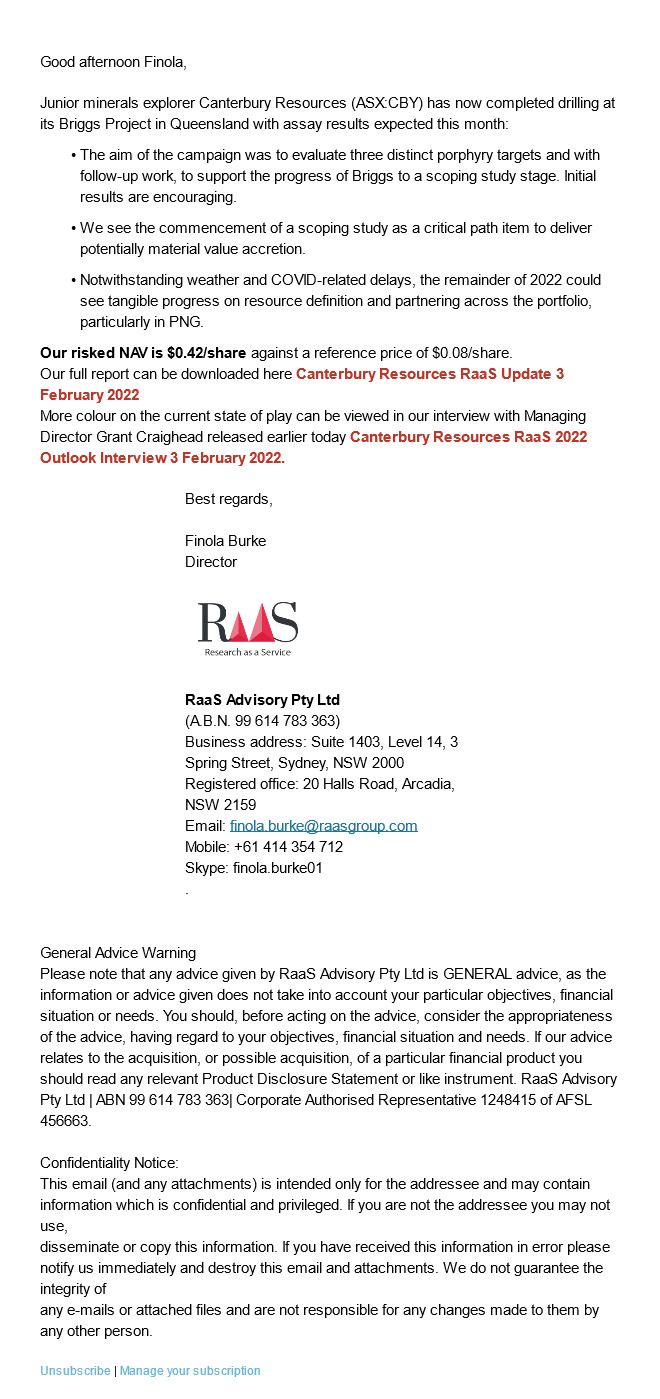 Good afternoon Finola,
Junior minerals explorer Canterbury Resources (ASX:CBY) has now completed drilling at
its Briggs Project in Queensland with assay results expected this month:
• The aim of the campaign was to evaluate three distinct porphyry targets and with
follow-up work, to support the progress of Briggs to a scoping study stage. Initial
results are encouraging.
• We see the commencement of a scoping study as a critical path item to deliver
potentially material value accretion.
• Notwithstanding weather and COVID-related delays, the remainder of 2022 could
see tangible progress on resource definition and partnering across the portfolio,
particularly in PNG.
Our risked NAV is $0.42/share against a reference price of $0.08/share.
Our full report can be downloaded here Canterbury Resources RaaS Update 3
February 2022
More colour on the current state of play can be viewed in our interview with Managing
Director Grant Craighead released earlier today Canterbury Resources RaaS 2022
Outlook Interview 3 February 2022.
Best regards,
Finola Burke
Director
RaaS
Research as a Service
RaaS Advisory Pty Ltd
(A.B.N. 99 614 783 363)
Business address: Suite 1403, Level 14, 3
Spring Street, Sydney, NSW 2000
Registered office: 20 Halls Road, Arcadia,
NSW 2159
Email: finola.burke@raasgroup.com
Mobile: +61 414 354 712
Skype: finola.burke01
.
General Advice Warning
Please note that any advice given by RaaS Advisory Pty Ltd is GENERAL advice, as the
information or advice given does not take into account your particular objectives, financial
situation or needs. You should, before acting on the advice, consider the appropriateness
of the advice, having regard to your objectives, financial situation and needs. If our advice
relates to the acquisition, or possible acquisition, of a particular financial product you
should read any relevant Product Disclosure Statement or like instrument. RaaS Advisory
Pty Ltd | ABN 99 614 783 363| Corporate Authorised Representative 1248415 of AFSL
456663.
Confidentiality Notice:
This email (and any attachments) is intended only for the addressee and may contain
information which is confidential and privileged. If you are not the addressee you may not
use,
disseminate or copy this information. If you have received this information in error please
notify us immediately and destroy this email and attachments. We do not guarantee the
integrity of
any e-mails or attached files and are not responsible for any changes made to them by
any other person.
Unsubscribe | Manage your subscription